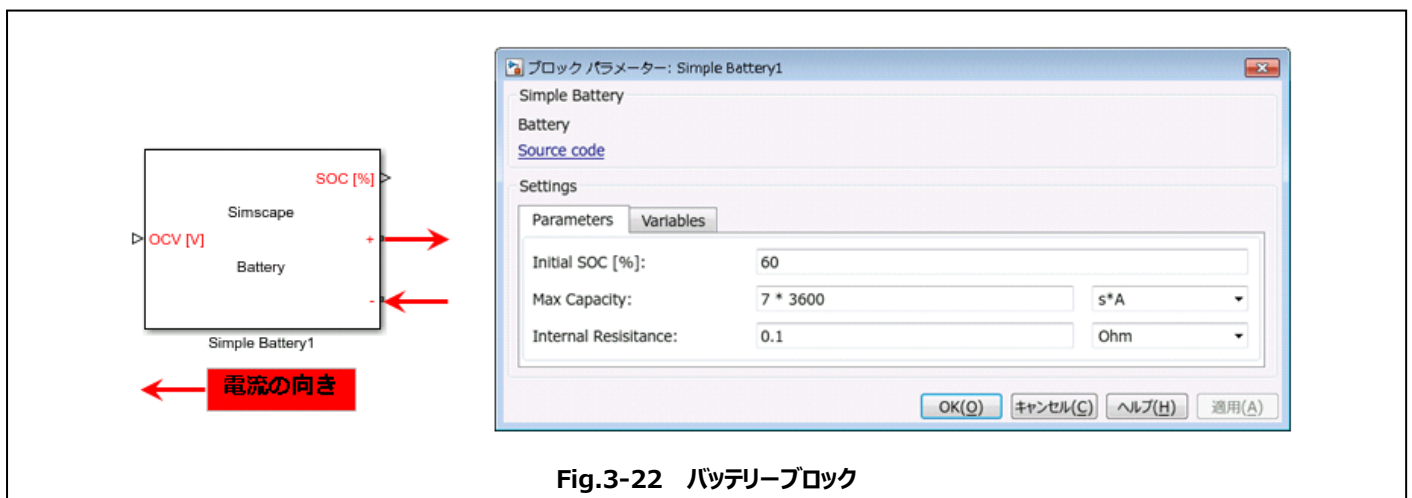 SOC [%]
Simscape
OCV [V]
+
Battery
-
Simple Battery1
電流の向き
ブロック パラメーター: Simple Battery1
Simple Battery
Battery
Source code
Settings
Parameters Variables
Initial SOC [%]: 60
Max Capacity: 7 * 3600 s*A
Internal Resisitance: 0.1 Ohm
OK(O) キャンセル(C) ヘルプ(H) 適用(A)
Fig.3-22 バッテリーブロック